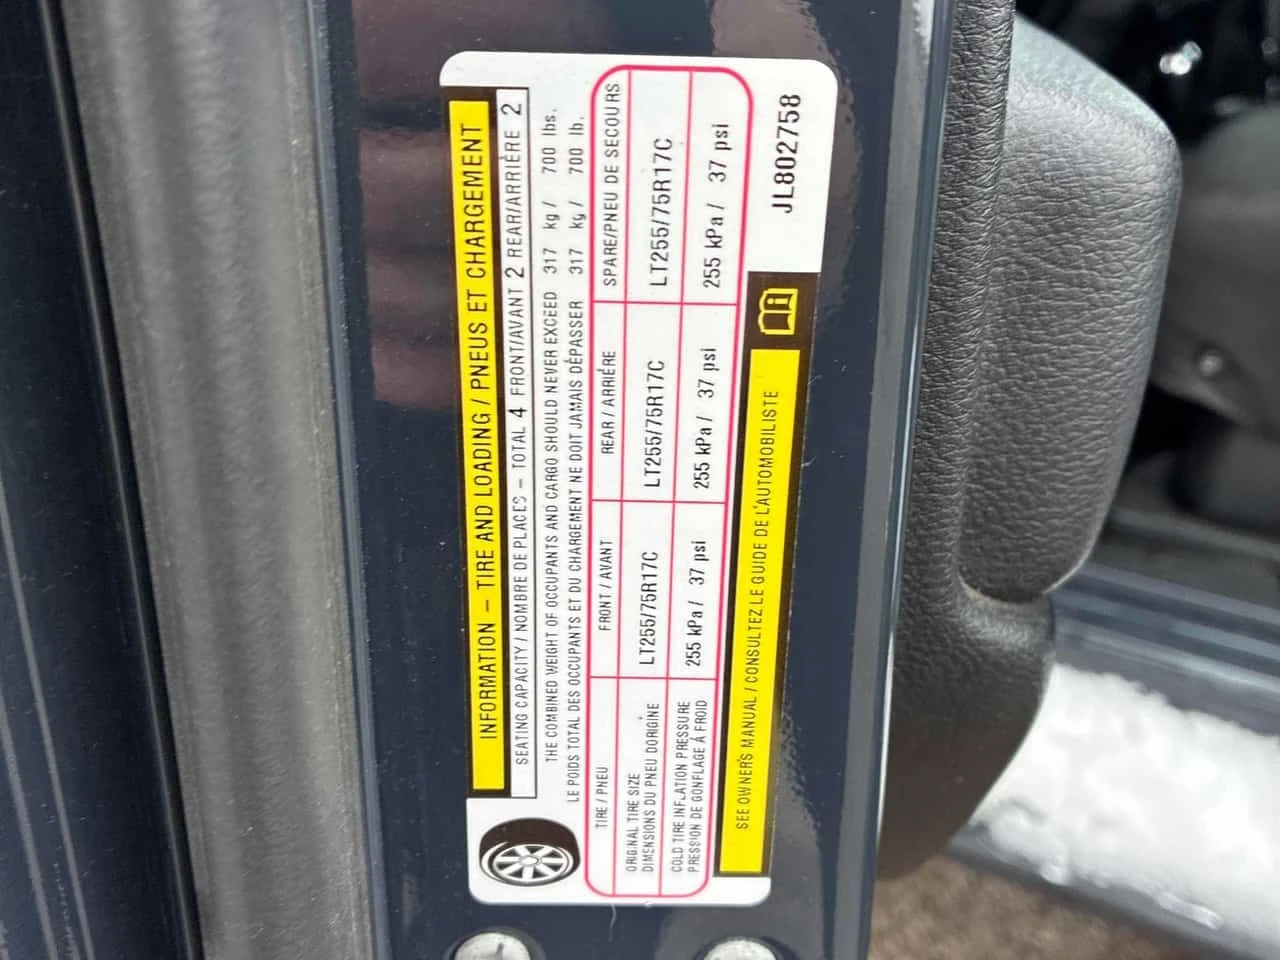 INFORMATION – TIRE AND LOADING / PNEUS ET CHARGEMENT
SEATING CAPACITY / NOMBRE DE PLACES – TOTAL 4 FRONT/AVANT 2 REAR/ARRIÈRE 2
THE COMBINED WEIGHT OF OCCUPANTS AND CARGO SHOULD NEVER EXCEED 317 kg / 700 lbs.
LE POIDS TOTAL DES OCCUPANTS ET DU CHARGEMENT NE DOIT JAMAIS DÉPASSER 317 kg / 700 lb.
TIRE / PNEU FRONT / AVANT REAR / ARRIÈRE SPARE/PNEU DE SECOURS
ORIGINAL TIRE SIZE
DIMENSIONS DU PNEU DORIGINE LT255/75R17C LT255/75R17C LT255/75R17C
COLD TIRE INFLATION PRESSURE
PRESSION DE GONFLAGE À FROID 255 kPa / 37 psi 255 kPa / 37 psi 255 kPa / 37 psi
SEE OWNER'S MANUAL / CONSULTEZ LE GUIDE DE L'AUTOMOBILISTE
JL802758